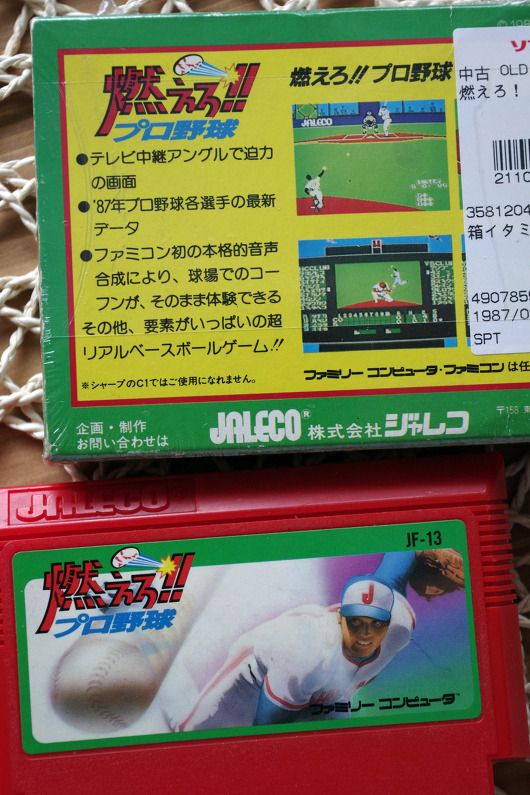 © 19
燃えろ!!
プロ野球
燃えろ!! プロ野球
●テレビ中継アングルで迫力
の画面
●'87年プロ野球各選手の最新
データ
●ファミコン初の本格的音声
合成により、球場でのコー
フンが、そのまま体験できる
その他、要素がいっぱいの超
リアルベースボールゲーム!!
※シャープのC1ではご使用になれません。
JALECO
ファミリー コンピュータ・ファミコン は任
企画・制作
お問い合わせは
JALECO® 株式会社 ジャレコ
〒158 東
ソ
中古 OLD
燃えろ!
2110
3581204
箱イタミ
4907859
1987/0
SPT
JALECO
JF-13
燃えろ!!
プロ野球
J
ファミリー コンピュータ™